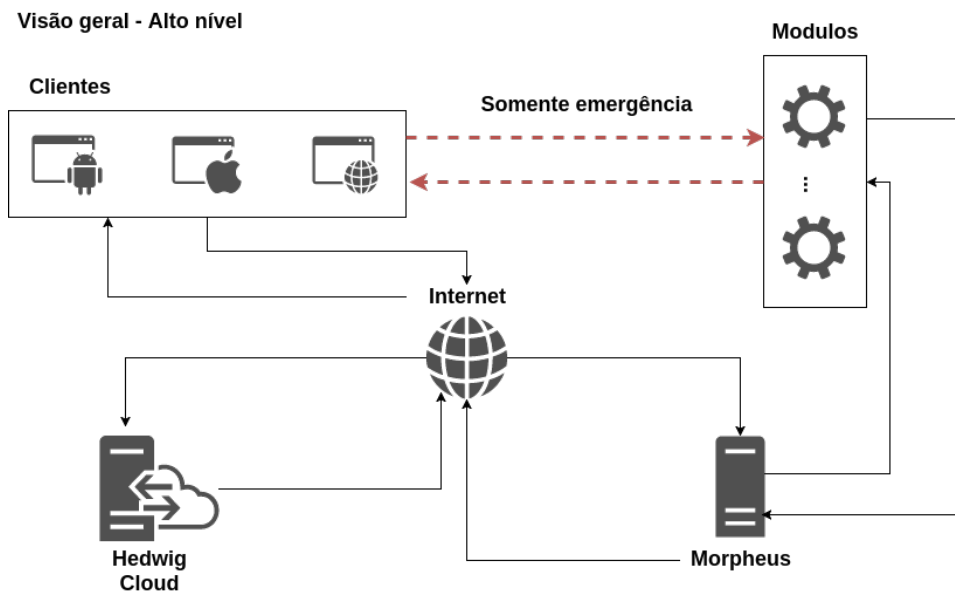 Visão geral - Alto nível
Modulos
Clientes
Somente emergência
...
Internet
Hedwig
Cloud
Morpheus